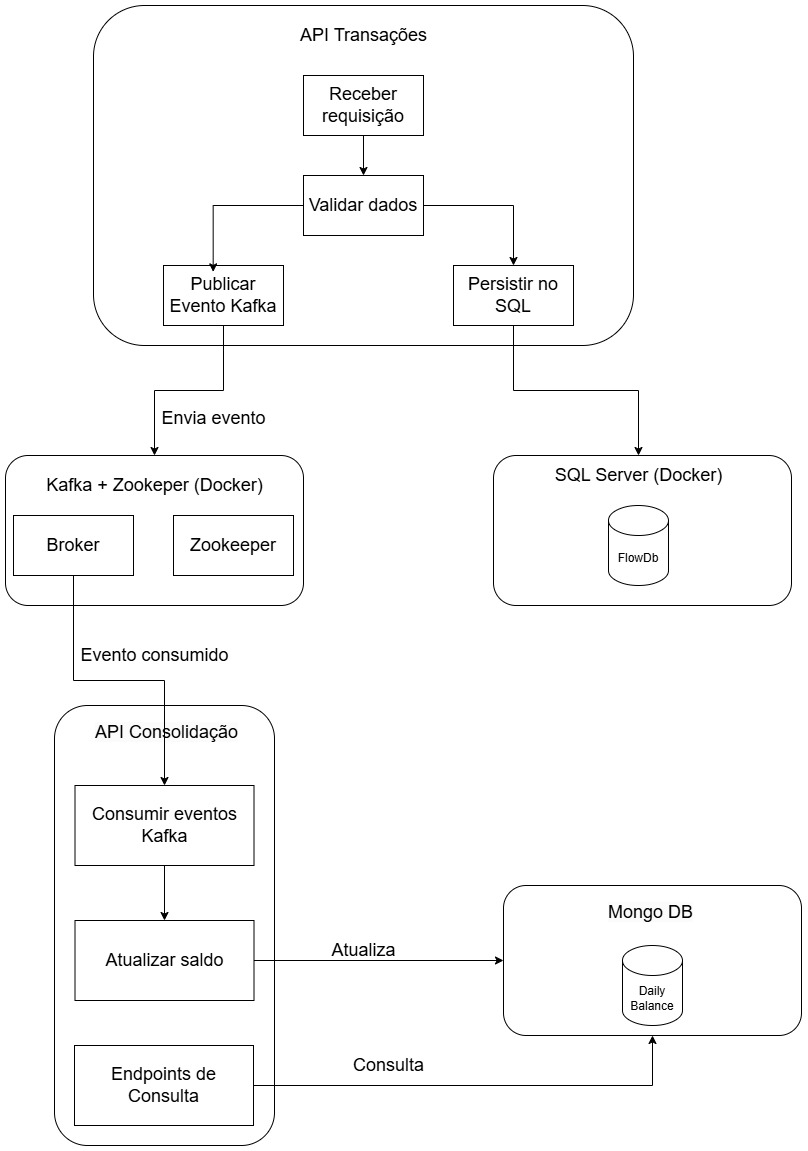 API Transações
Receber
requisição
Validar dados
Publicar
Evento Kafka
Persistir no
SQL
Envia evento
Kafka + Zookeper (Docker)
Broker
Zookeeper
SQL Server (Docker)
FlowDb
Evento consumido
API Consolidação
Consumir eventos
Kafka
Atualizar saldo
Atualiza
Mongo DB
Daily
Balance
Endpoints de
Consulta
Consulta